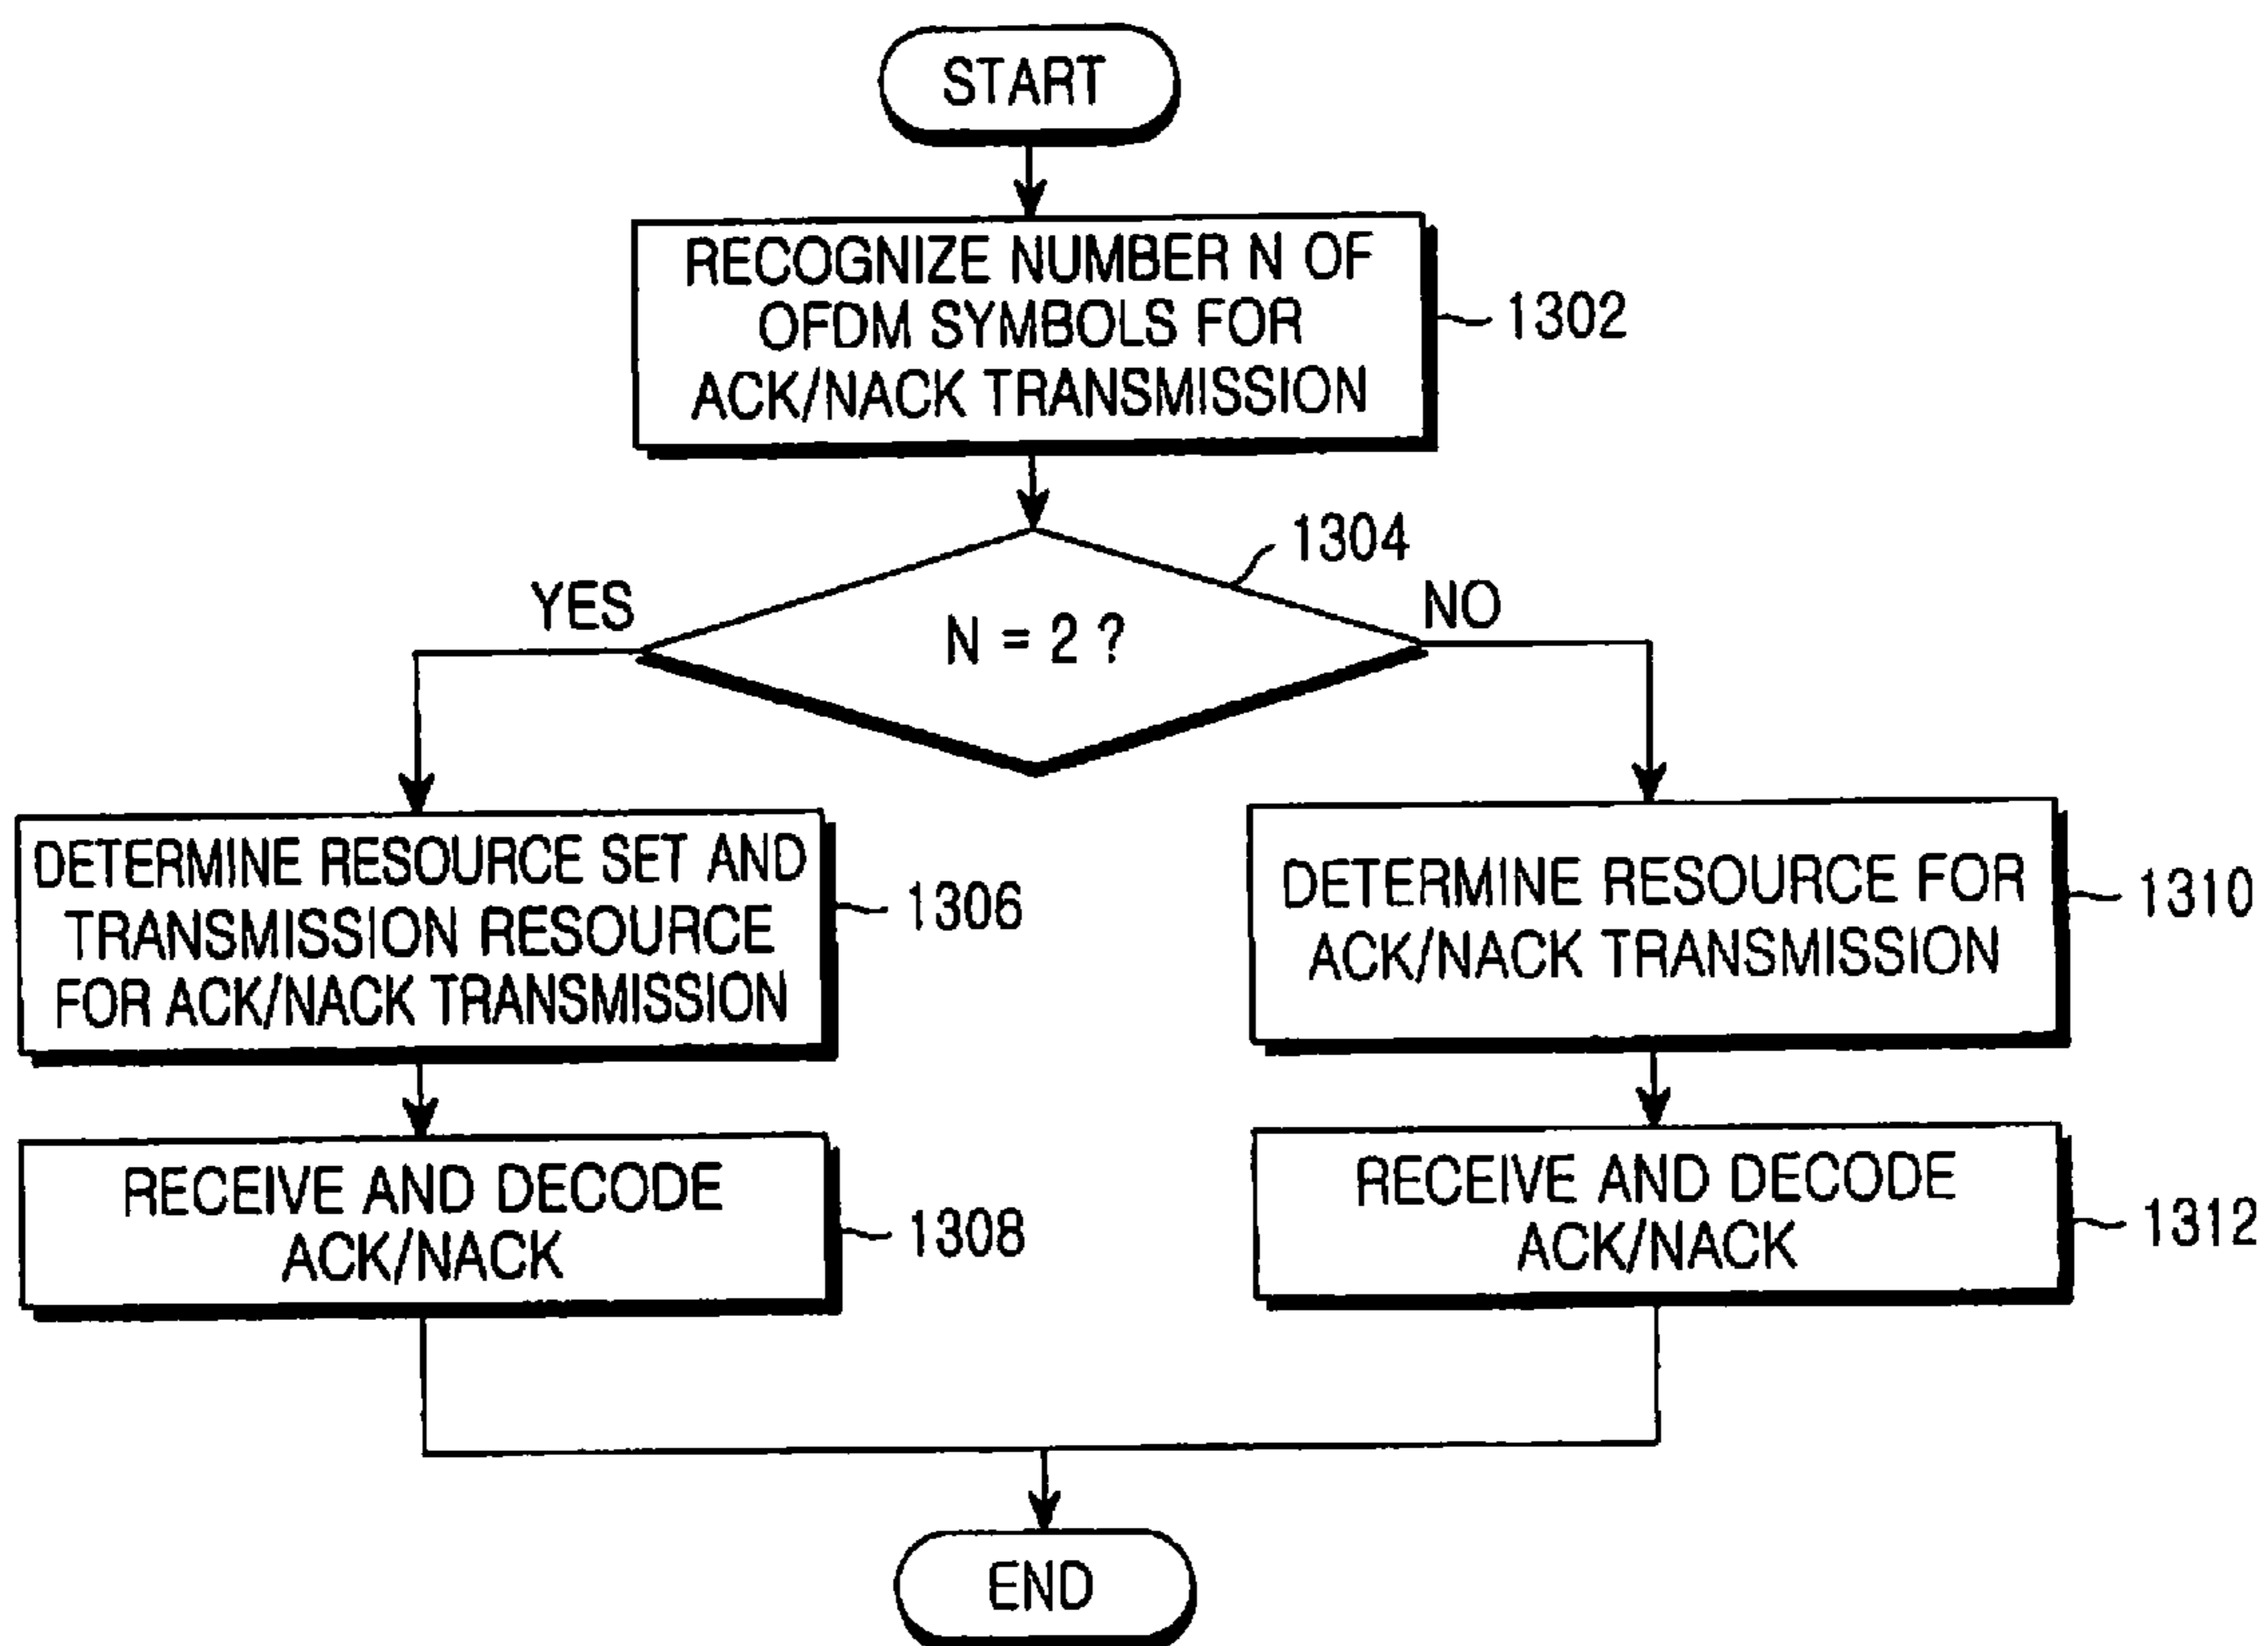 START
RECOGNIZE NUMBER N OF
OFDM SYMBOLS FOR
ACK/NACK TRANSMISSION
1302
1304
YES
N = 2 ?
NO
DETERMINE RESOURCE SET AND
TRANSMISSION RESOURCE
FOR ACK/NACK TRANSMISSION
1306
DETERMINE RESOURCE FOR
ACK/NACK TRANSMISSION
1310
RECEIVE AND DECODE
ACK/NACK
1308
RECEIVE AND DECODE
ACK/NACK
1312
END